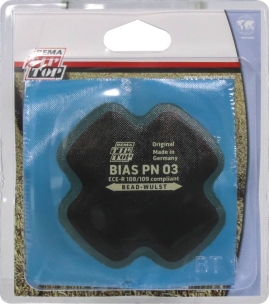 REMA
TIP
TOP
REMA
TIP
TOP
Original
Made in
Germany
BIAS PN 03
ECE-R 108/109 compliant
BEAD-WULST